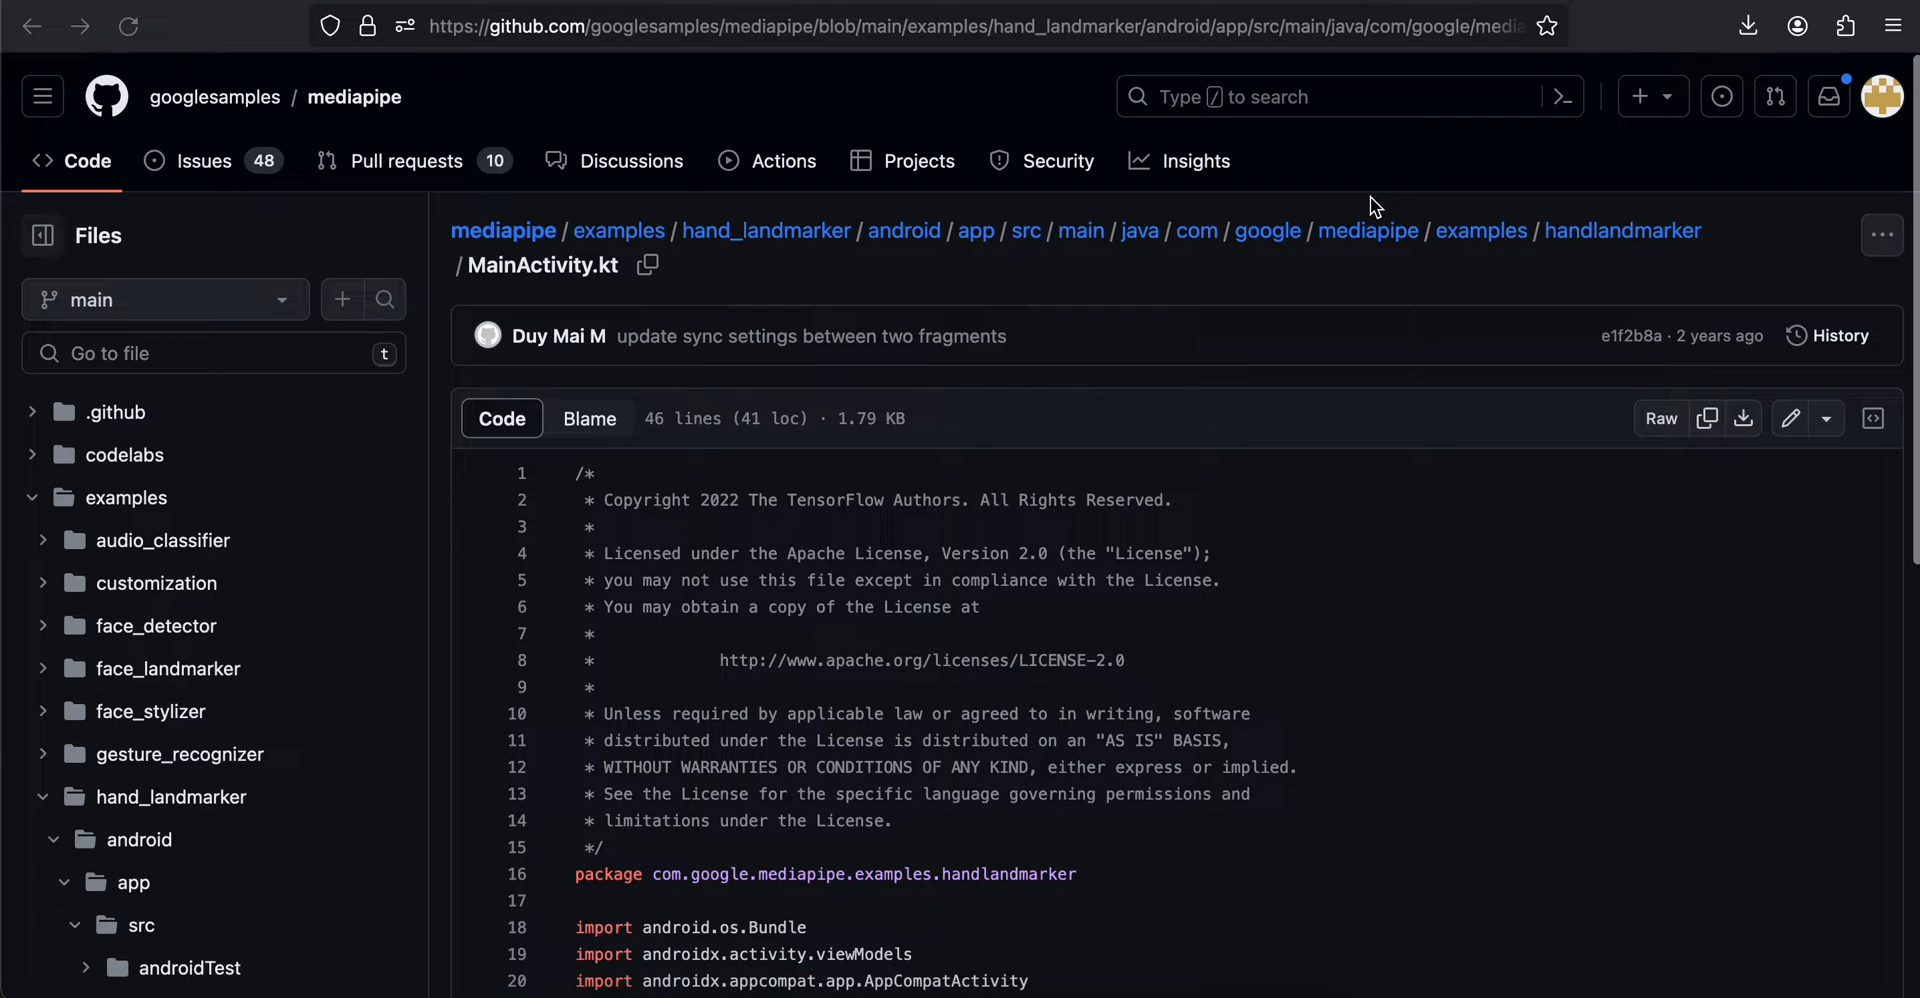 https://github.com/googlesamples/mediapipe/blob/main/examples/hand_landmarker/android/app/src/main/java/com/google/media
googlesamples / mediapipe
Type / to search
Code
Issues 48
Pull requests 10
Discussions
Actions
Projects
Security
Insights
Files
main
Go to file t
.github
codelabs
examples
audio_classifier
customization
face_detector
face_landmarker
face_stylizer
gesture_recognizer
hand_landmarker
android
app
src
androidTest
mediapipe / examples / hand_landmarker / android / app / src / main / java / com / google / mediapipe / examples / handlandmarker
/ MainActivity.kt
Duy Mai M update sync settings between two fragments
e1f2b8a · 2 years ago
History
Code
Blame
46 lines (41 loc) · 1.79 KB
Raw
1 /*
2 * Copyright 2022 The TensorFlow Authors. All Rights Reserved.
3 *
4 * Licensed under the Apache License, Version 2.0 (the "License");
5 * you may not use this file except in compliance with the License.
6 * You may obtain a copy of the License at
7 *
8 * http://www.apache.org/licenses/LICENSE-2.0
9 *
10 * Unless required by applicable law or agreed to in writing, software
11 * distributed under the License is distributed on an "AS IS" BASIS,
12 * WITHOUT WARRANTIES OR CONDITIONS OF ANY KIND, either express or implied.
13 * See the License for the specific language governing permissions and
14 * limitations under the License.
15 */
16 package com.google.mediapipe.examples.handlandmarker
17
18 import android.os.Bundle
19 import androidx.activity.viewModels
20 import androidx.appcompat.app.AppCompatActivity